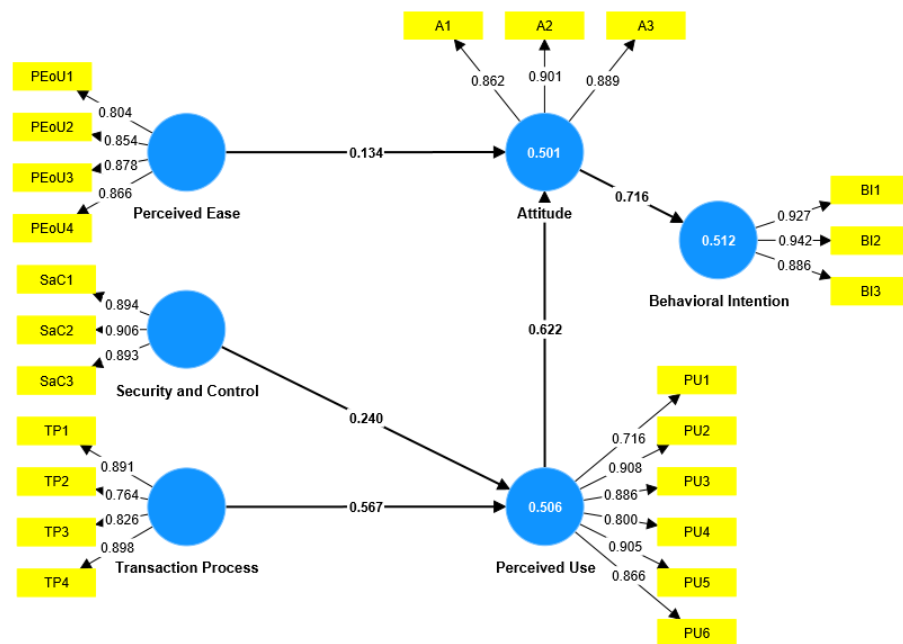 A1
A2
A3
0.862
0.901
0.889
PEoU1
PEoU2
PEoU3
PEoU4
0.804
0.854
0.878
0.866
Perceived Ease
0.134
0.501
Attitude
0.716
0.512
Behavioral Intention
0.927
0.942
0.886
BI1
BI2
BI3
SaC1
SaC2
SaC3
0.894
0.906
0.893
Security and Control
0.240
0.622
TP1
TP2
TP3
TP4
0.891
0.764
0.826
0.898
Transaction Process
0.567
0.506
Perceived Use
0.716
0.908
0.886
0.800
0.905
0.866
PU1
PU2
PU3
PU4
PU5
PU6